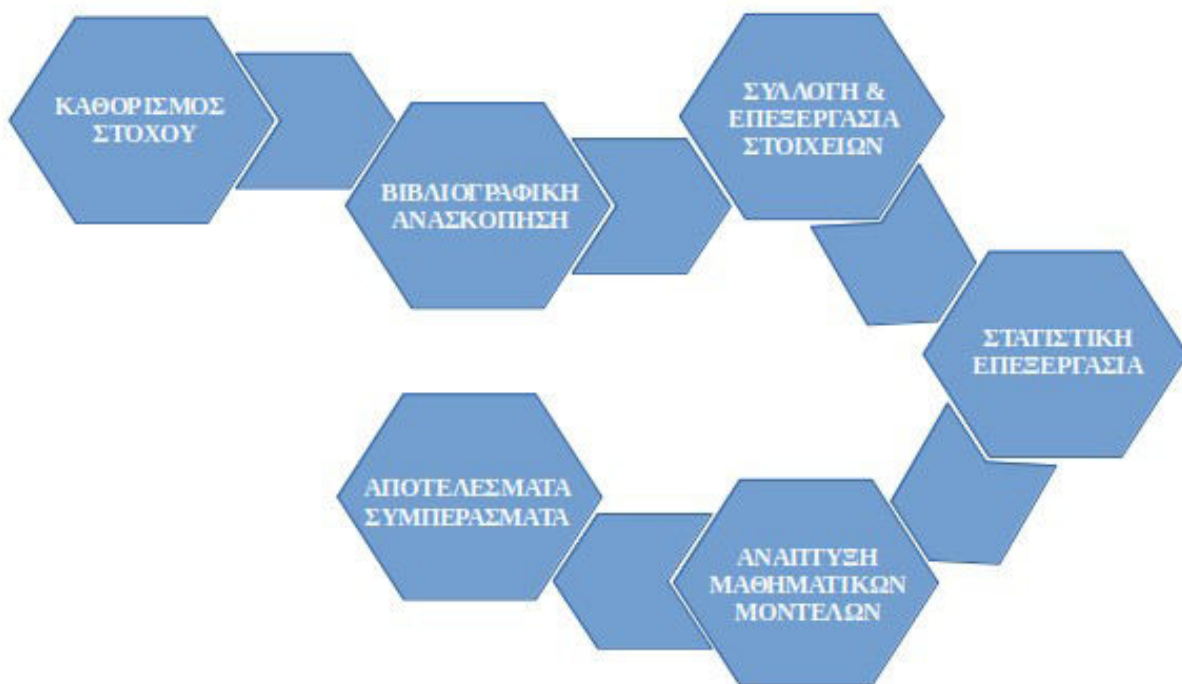 ΚΑΘΟΡΙΣΜΟΣ
ΣΤΟΧΟΥ
ΒΙΒΛΙΟΓΡΑΦΙΚΗ
ΑΝΑΣΚΟΠΗΣΗ
ΣΥΛΛΟΓΗ &
ΕΠΕΞΕΡΓΑΣΙΑ
ΣΤΟΙΧΕΙΩΝ
ΣΤΑΤΙΣΤΙΚΗ
ΕΠΕΞΕΡΓΑΣΙΑ
ΑΝΑΠΤΥΞΗ
ΜΑΘΗΜΑΤΙΚΩΝ
ΜΟΝΤΕΛΩΝ
ΑΠΟΤΕΛΕΣΜΑΤΑ
ΣΥΜΠΕΡΑΣΜΑΤΑ